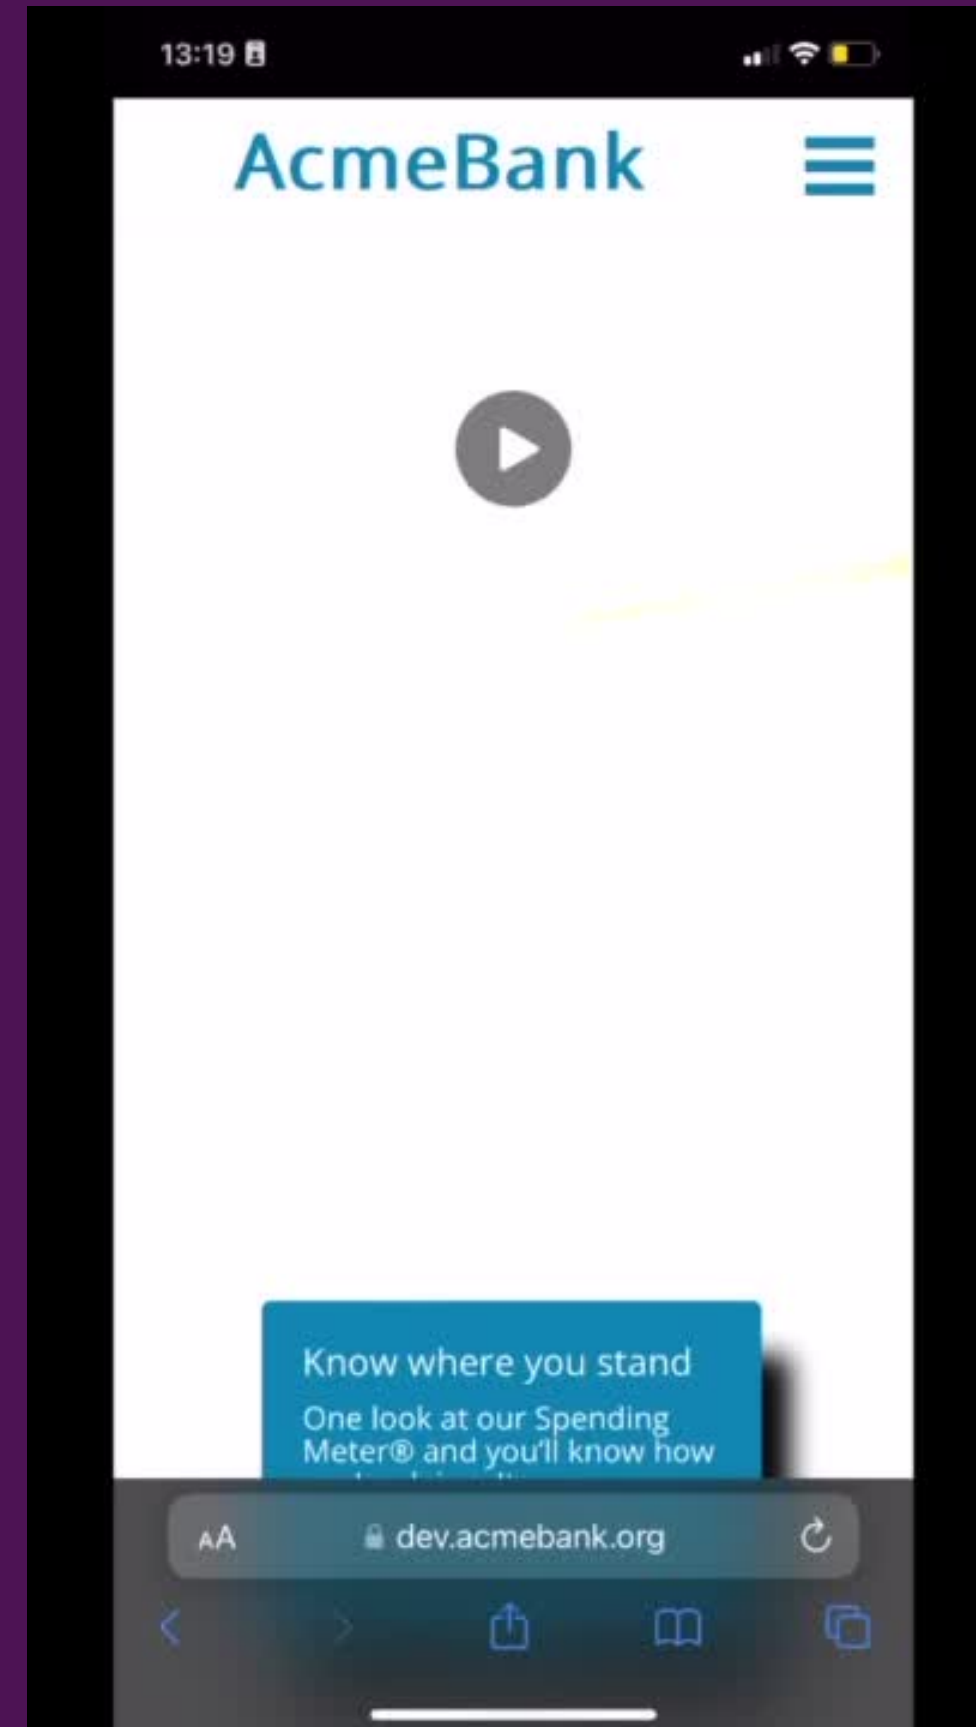 13:19
AcmeBank
Know where you stand
One look at our Spending
Meter® and you'll know how
AA
dev.acmebank.org